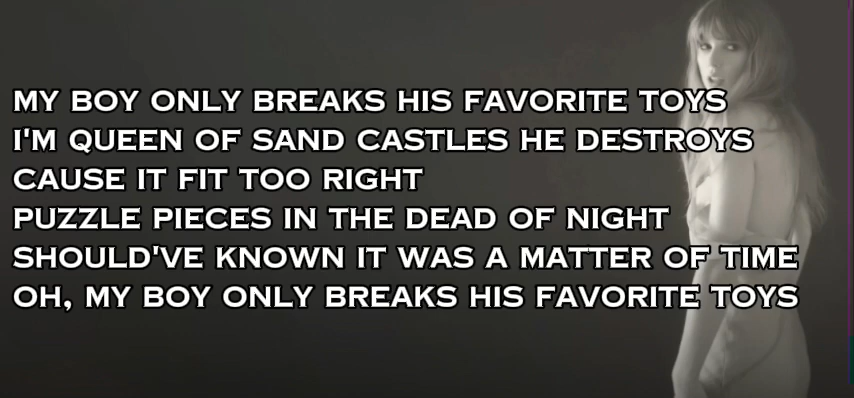 MY BOY ONLY BREAKS HIS FAVORITE TOYS
I'M QUEEN OF SAND CASTLES HE DESTROYS
CAUSE IT FIT TOO RIGHT
PUZZLE PIECES IN THE DEAD OF NIGHT
SHOULD'VE KNOWN IT WAS A MATTER OF TIME
OH, MY BOY ONLY BREAKS HIS FAVORITE TOYS